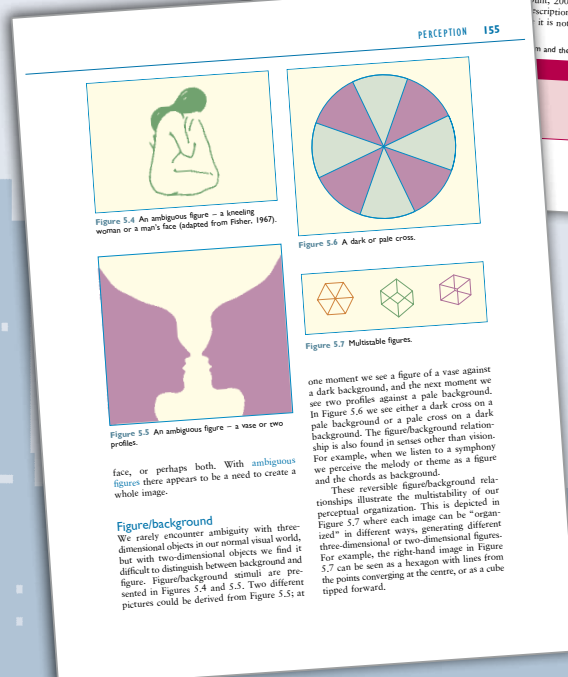 PERCEPTION 155
Figure 5.4 An ambiguous figure – a kneeling
woman or a man's face (adapted from Fisher, 1967).
Figure 5.5 An ambiguous figure – a vase or two
profiles.
face, or perhaps both. With ambiguous
figures there appears to be a need to create a
whole image.
Figure/background
We rarely encounter ambiguity with three-
dimensional objects in our normal visual world,
but with two-dimensional objects we find it
difficult to distinguish between background and
figure. Figure/background stimuli are pre-
sented in Figures 5.4 and 5.5. Two different
pictures could be derived from Figure 5.5; at
Figure 5.6 A dark or pale cross.
Figure 5.7 Multistable figures.
one moment we see a figure of a vase against
a dark background, and the next moment we
see two profiles against a pale background.
In Figure 5.6 we see either a dark cross on a
pale background or a pale cross on a dark
background. The figure/background relation-
ship is also found in senses other than vision.
For example, when we listen to a symphony
we perceive the melody or theme as a figure
and the chords as background.
These reversible figure/background rela-
tionships illustrate the multistability of our
perceptual organization. This is depicted in
Figure 5.7 where each image can be "organ-
ized" in different ways, generating different
three-dimensional or two-dimensional figures.
For example, the right-hand image in Figure
5.7 can be seen as a hexagon with lines from
the points converging at the centre, or as a cube
tipped forward.
it is not
and the